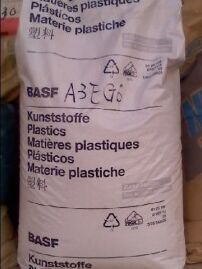 Matières plastiques
Plásticos
Materie plastiche
塑料
BASF A3EG6
Kunststoffe
Plastics
Matières plastiques
Plásticos
Materie plastiche
塑料
BASF
Kunststoffe
Plastics